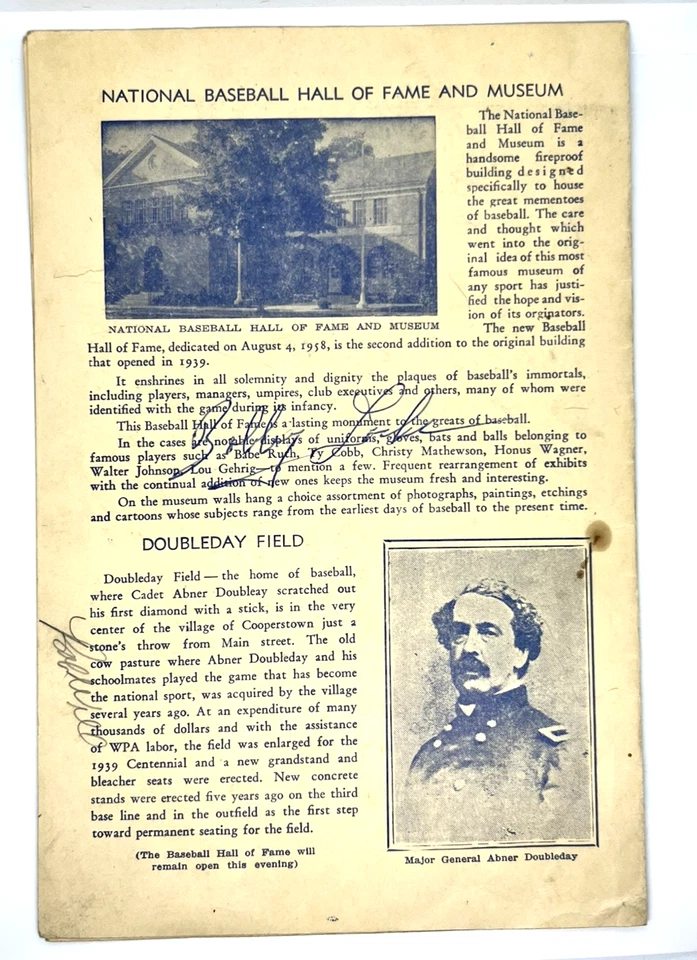 NATIONAL BASEBALL HALL OF FAME AND MUSEUM
The National Base-
ball Hall of Fame
and Museum is a
handsome fireproof
building designed
specifically to house
the great mementoes
of baseball. The care
and thought which
went into the orig-
inal idea of this most
famous museum of
any sport has justi-
fied the hope and vis-
ion of its orginators.
NATIONAL BASEBALL HALL OF FAME AND MUSEUM
The new Baseball
Hall of Fame, dedicated on August 4, 1958, is the second addition to the original building
that opened in 1939.
It enshrines in all solemnity and dignity the plaques of baseball's immortals,
including players, managers, umpires, club executives and others, many of whom were
identified with the game during its infancy.
This Baseball Hall of Fame is a lasting monument to the greats of baseball.
In the cases are notable displays of uniforms, gloves, bats and balls belonging to
famous players such as Babe Ruth, Ty Cobb, Christy Mathewson, Honus Wagner,
Walter Johnson, Lou Gehrig—to mention a few. Frequent rearrangement of exhibits
with the continual addition of new ones keeps the museum fresh and interesting.
On the museum walls hang a choice assortment of photographs, paintings, etchings
and cartoons whose subjects range from the earliest days of baseball to the present time.
Bobby
DOUBLEDAY FIELD
Doubleday Field — the home of baseball,
where Cadet Abner Doubleay scratched out
his first diamond with a stick, is in the very
center of the village of Cooperstown just a
stone's throw from Main street. The old
cow pasture where Abner Doubleday and his
schoolmates played the game that has become
the national sport, was acquired by the village
several years ago. At an expenditure of many
thousands of dollars and with the assistance
of WPA labor, the field was enlarged for the
1939 Centennial and a new grandstand and
bleacher seats were erected. New concrete
stands were erected five years ago on the third
base line and in the outfield as the first step
toward permanent seating for the field.
(The Baseball Hall of Fame will
remain open this evening)
Major General Abner Doubleday